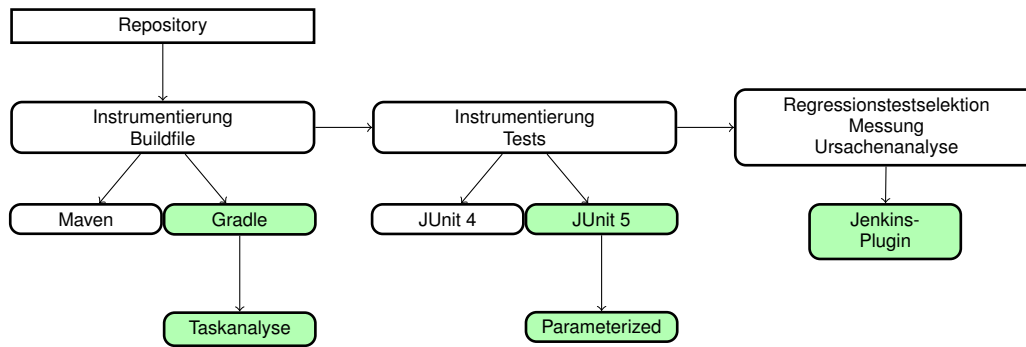 Repository
Instrumentierung
Buildfile
Instrumentierung
Tests
Regressionstestselektion
Messung
Ursachenanalyse
Maven
Gradle
JUnit 4
JUnit 5
Jenkins-
Plugin
Taskanalyse
Parameterized